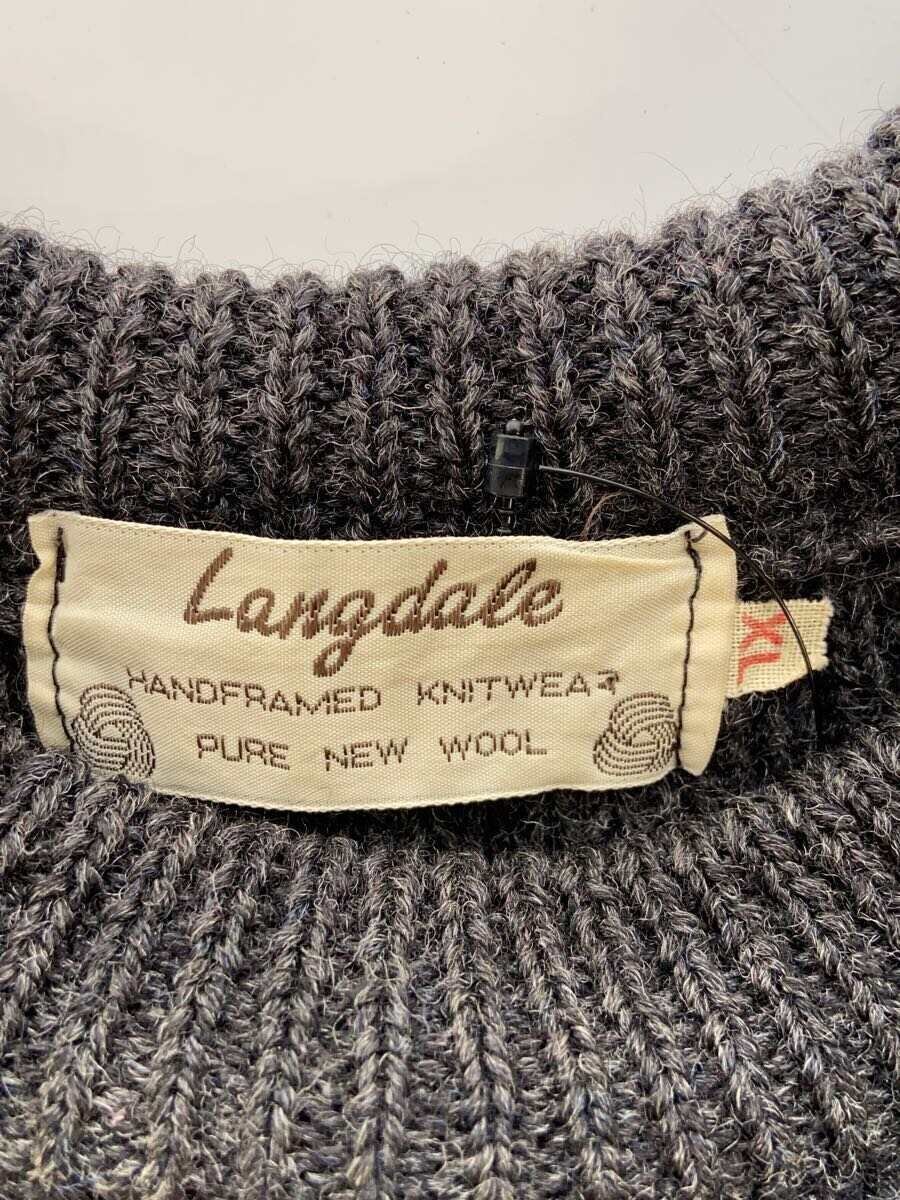 Langdale
HANDFRAMED KNITWEAR
PURE NEW WOOL
XL